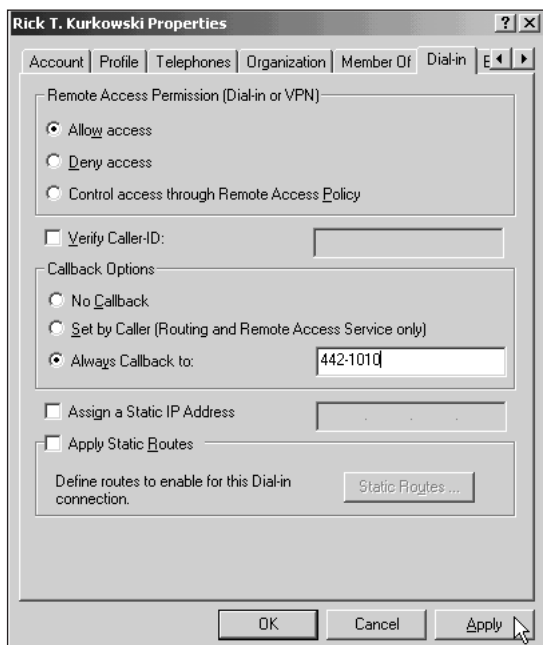 Rick T. Kurkowski Properties
Account Profile Telephones Organization Member Of Dial-in E
Remote Access Permission (Dial-in or VPN)
Allow access
Deny access
Control access through Remote Access Policy
Verify Caller-ID:
Callback Options
No Callback
Set by Caller (Routing and Remote Access Service only)
Always Callback to: 442-1010
Assign a Static IP Address
Apply Static Routes
Define routes to enable for this Dial-in
connection.
Static Routes ...
OK Cancel Apply